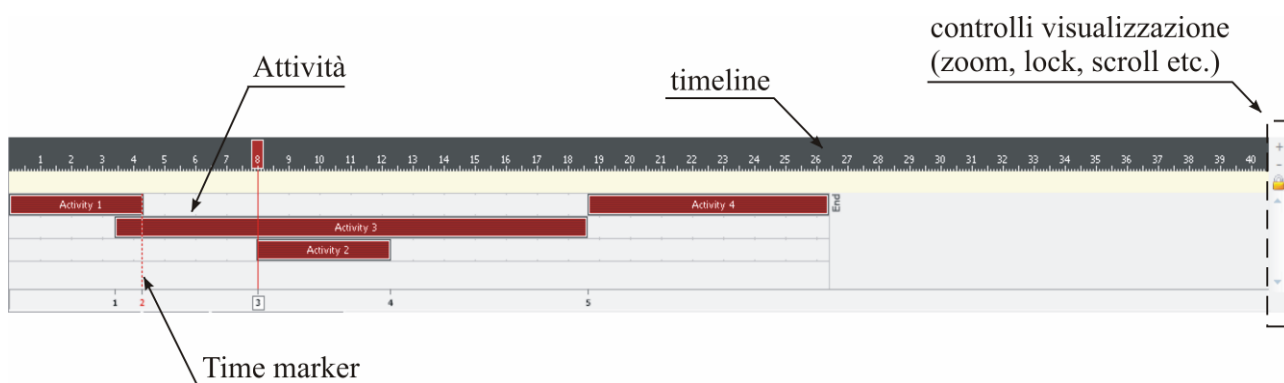 controlli visualizzazione
(zoom, lock, scroll etc.)
Attività
timeline
1 2 3 4 5 6 7 8 9 10 11 12 13 14 15 16 17 18 19 20 21 22 23 24 25 26 27 28 29 30 31 32 33 34 35 36 37 38 39 40
+
-
Activity 1
Activity 4
End
Activity 3
Activity 2
1 2 3 4 5
Time marker